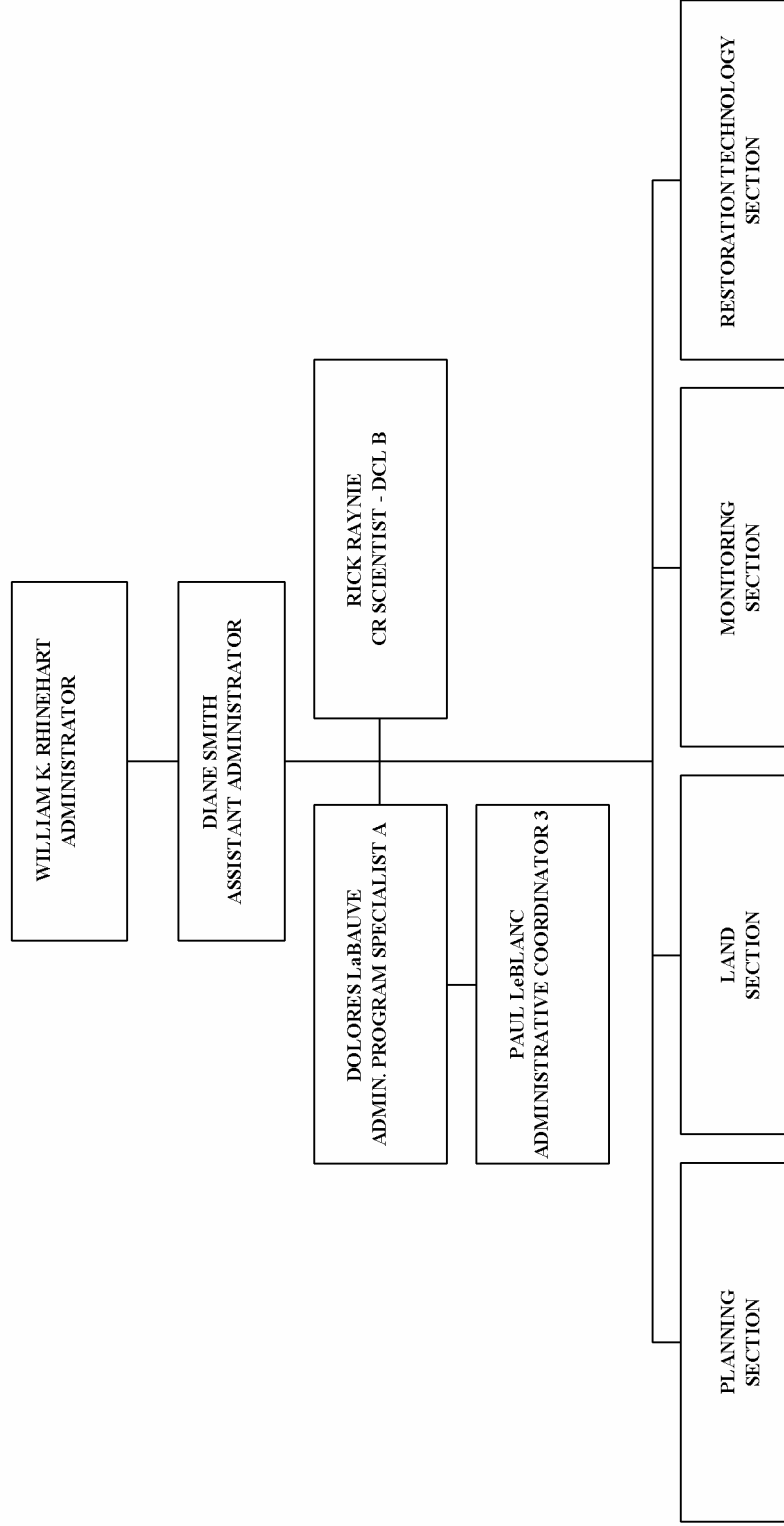 WILLIAM K. RHINEHART
ADMINISTRATOR
DIANE SMITH
ASSISTANT ADMINISTRATOR
DOLORES LaBAUVE
ADMIN. PROGRAM SPECIALIST A
RICK RAYNIE
CR SCIENTIST - DCL B
PAUL LeBLANC
ADMINISTRATIVE COORDINATOR 3
PLANNING
SECTION
LAND
SECTION
MONITORING
SECTION
RESTORATION TECHNOLOGY
SECTION